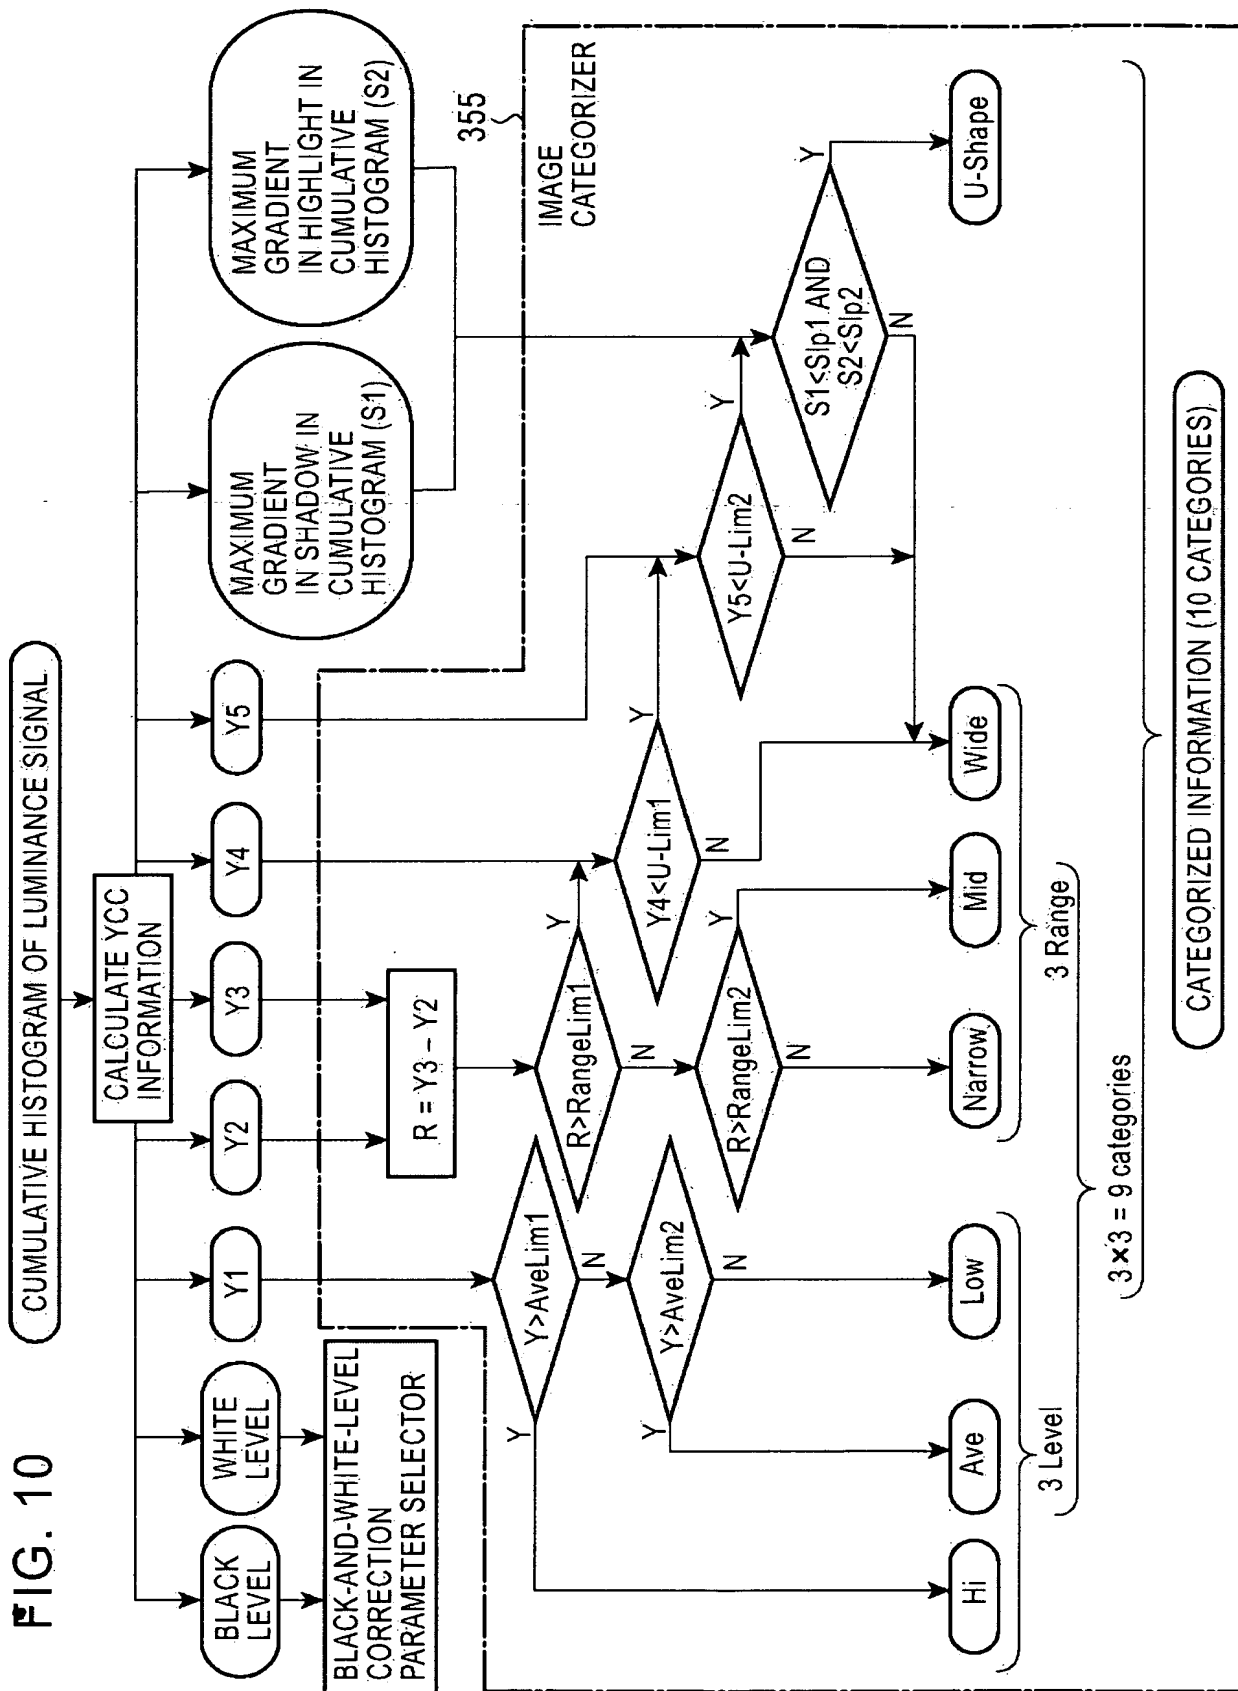 FIG. 10
CUMULATIVE HISTOGRAM OF LUMINANCE SIGNAL
CALCULATE YCC
INFORMATION
BLACK
LEVEL
WHITE
LEVEL
Y1
Y2
Y3
Y4
Y5
MAXIMUM
GRADIENT
IN SHADOW IN
CUMULATIVE
HISTOGRAM (S1)
MAXIMUM
GRADIENT
IN HIGHLIGHT IN
CUMULATIVE
HISTOGRAM (S2)
BLACK-AND-WHITE-LEVEL
CORRECTION
PARAMETER SELECTOR
355
IMAGE
CATEGORIZER
R = Y3 – Y2
Y>AveLim1
Y
N
Y>AveLim2
Y
N
R>RangeLim1
Y
N
R>RangeLim2
Y
N
Y4<U-Lim1
Y
N
Y5<U-Lim2
Y
N
S1<Slp1 AND
S2<Slp2
Y
N
Hi
Ave
Low
Narrow
Mid
Wide
U-Shape
3 Level
3 Range
3×3 = 9 categories
CATEGORIZED INFORMATION (10 CATEGORIES)